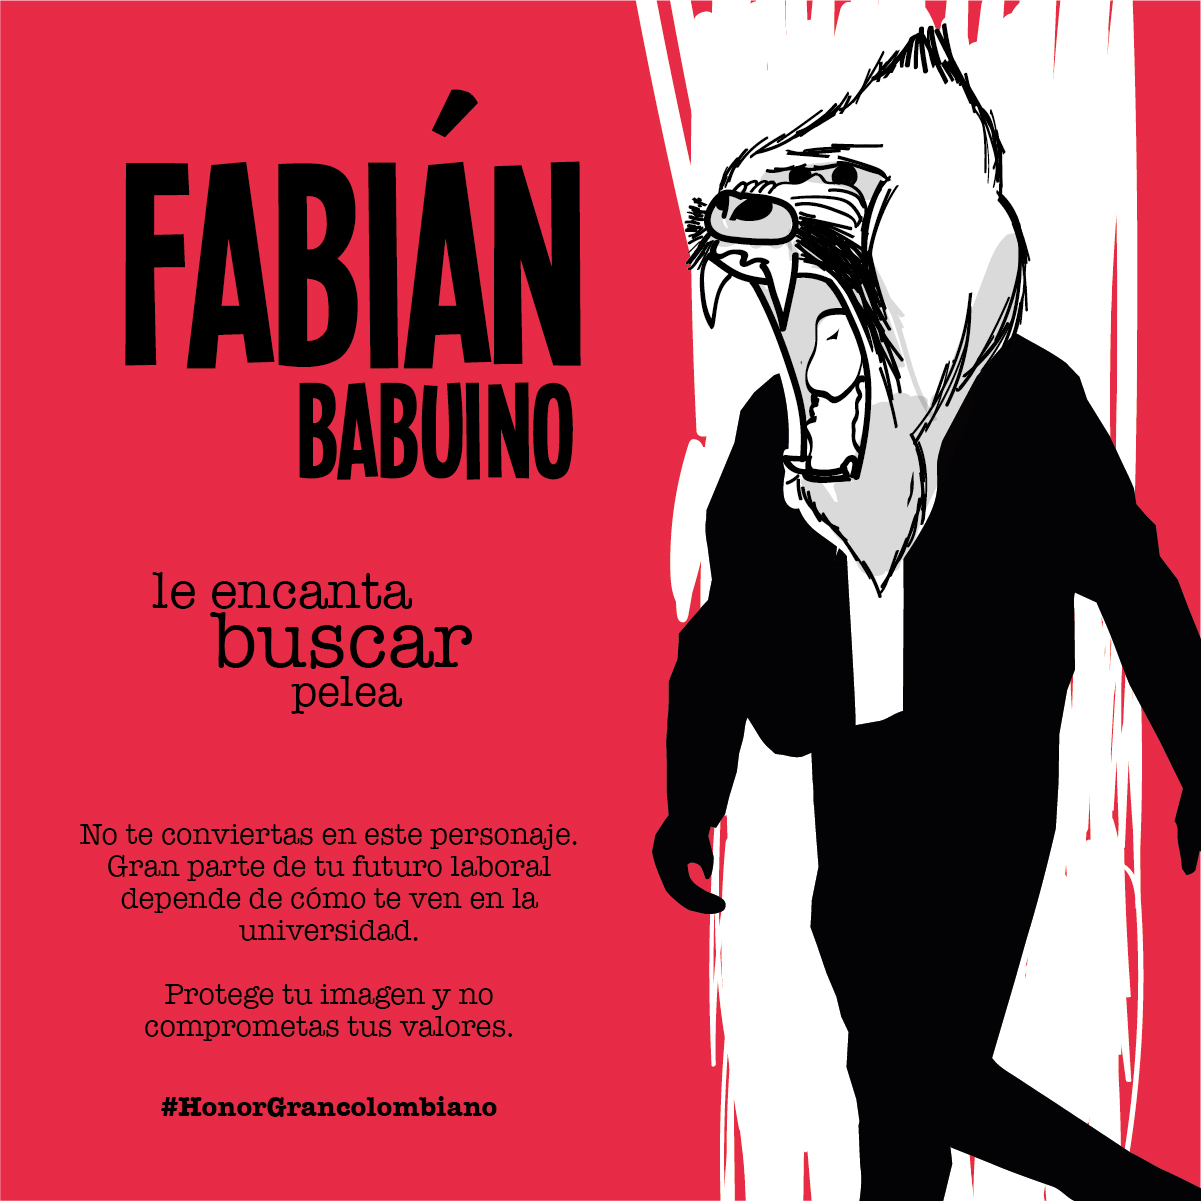 FABIÁN
BABUINO
le encanta
buscar
pelea
No te conviertas en este personaje.
Gran parte de tu futuro laboral
depende de cómo te ven en la
universidad.
Protege tu imagen y no
comprometas tus valores.
#HonorGrancolombiano